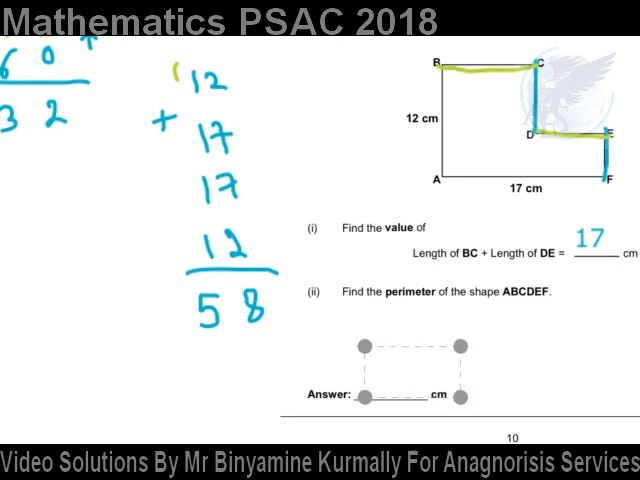 Mathematics PSAC 2018
6 0
3 2
1 12
+ 17
17
12
58
B C
12 cm
D E
A F
17 cm
(i) Find the value of
Length of BC + Length of DE = 17 cm
(ii) Find the perimeter of the shape ABCDEF.
Answer: cm
10
Video Solutions By Mr Binyamine Kurmally For Anagnorisis Services